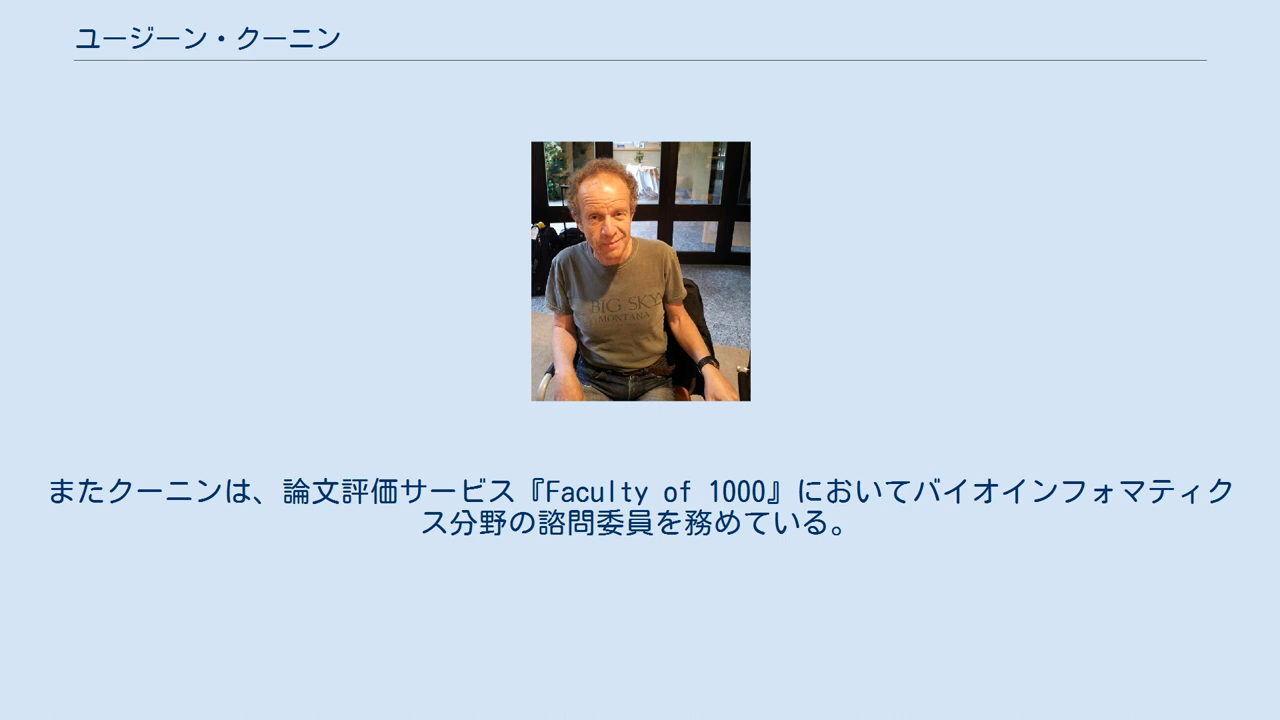 ユージーン・クーニン
BIG SKY
MONTANA
またクーニンは、論文評価サービス『Faculty of 1000』においてバイオインフォマティク
ス分野の諮問委員を務めている。